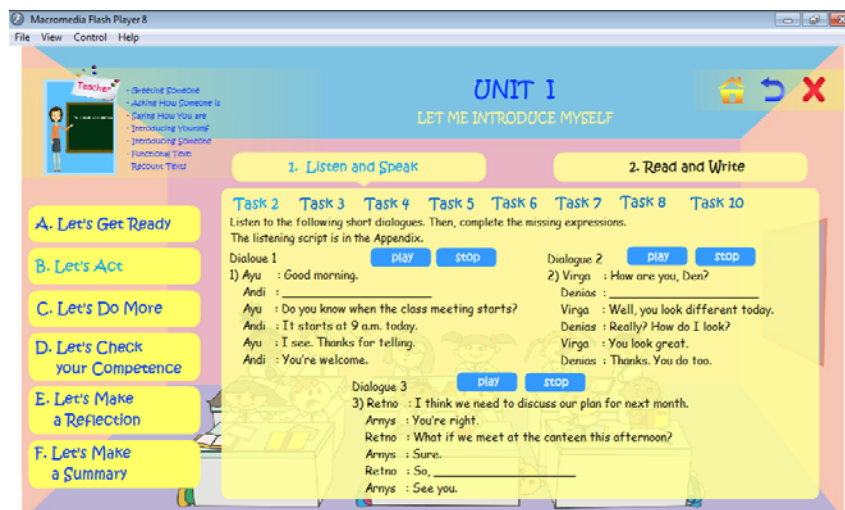 Macromedia Flash Player 8
File View Control Help
Teacher
- Greeting Someone
- Asking How Someone is
- Saying How You are
- Introducing Yourself
- Introducing Someone
- Functional Text:
Recount Texts
UNIT 1
LET ME INTRODUCE MYSELF
1. Listen and Speak
2. Read and Write
A. Let's Get Ready
B. Let's Act
C. Let's Do More
D. Let's Check
your Competence
E. Let's Make
a Reflection
F. Let's Make
a Summary
Task 2 Task 3 Task 4 Task 5 Task 6 Task 7 Task 8 Task 10
Listen to the following short dialogues. Then, complete the missing expressions.
The listening script is in the Appendix.
Dialoue 1 play stop
1) Ayu : Good morning.
Andi : ____________________
Ayu : Do you know when the class meeting starts?
Andi : It starts at 9 a.m. today.
Ayu : I see. Thanks for telling.
Andi : You're welcome.
Dialogue 2 play stop
2) Virga : How are you, Den?
Denias : ____________________
Virga : Well, you look different today.
Denias : Really? How do I look?
Virga : You look great.
Denias : Thanks. You do too.
Dialogue 3 play stop
3) Retno : I think we need to discuss our plan for next month.
Arnys : You're right.
Retno : What if we meet at the canteen this afternoon?
Arnys : Sure.
Retno : So, ____________________
Arnys : See you.